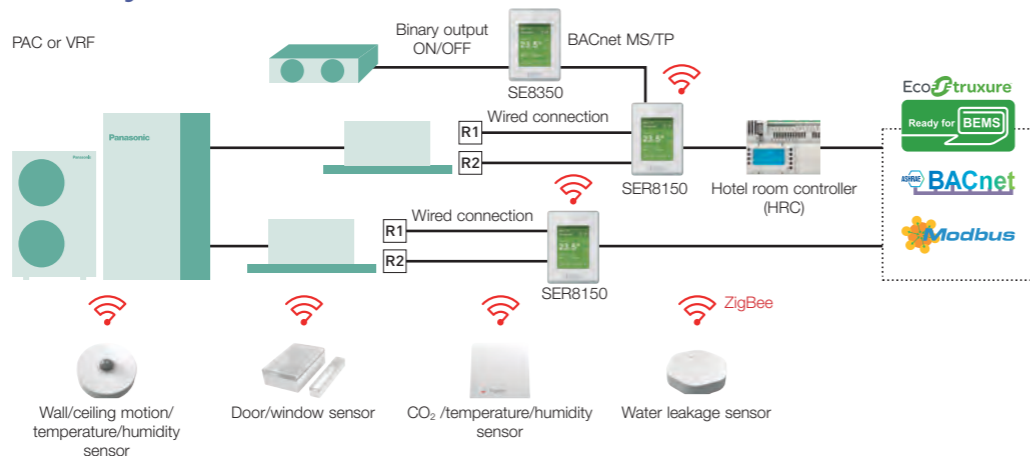 PAC or VRF
Binary output
ON/OFF
BACnet MS/TP
23.5°
SE8350
EcoStruxure
Ready for BEMS
Panasonic
Panasonic
R1
Wired connection
R2
23.5°
SER8150
Hotel room controller
(HRC)
ASHRAE BACnet
R1
Wired connection
R2
23.5°
SER8150
Modbus
ZigBee
Wall/ceiling motion/
temperature/humidity
sensor
Door/window sensor
CO₂ /temperature/humidity
sensor
Water leakage sensor